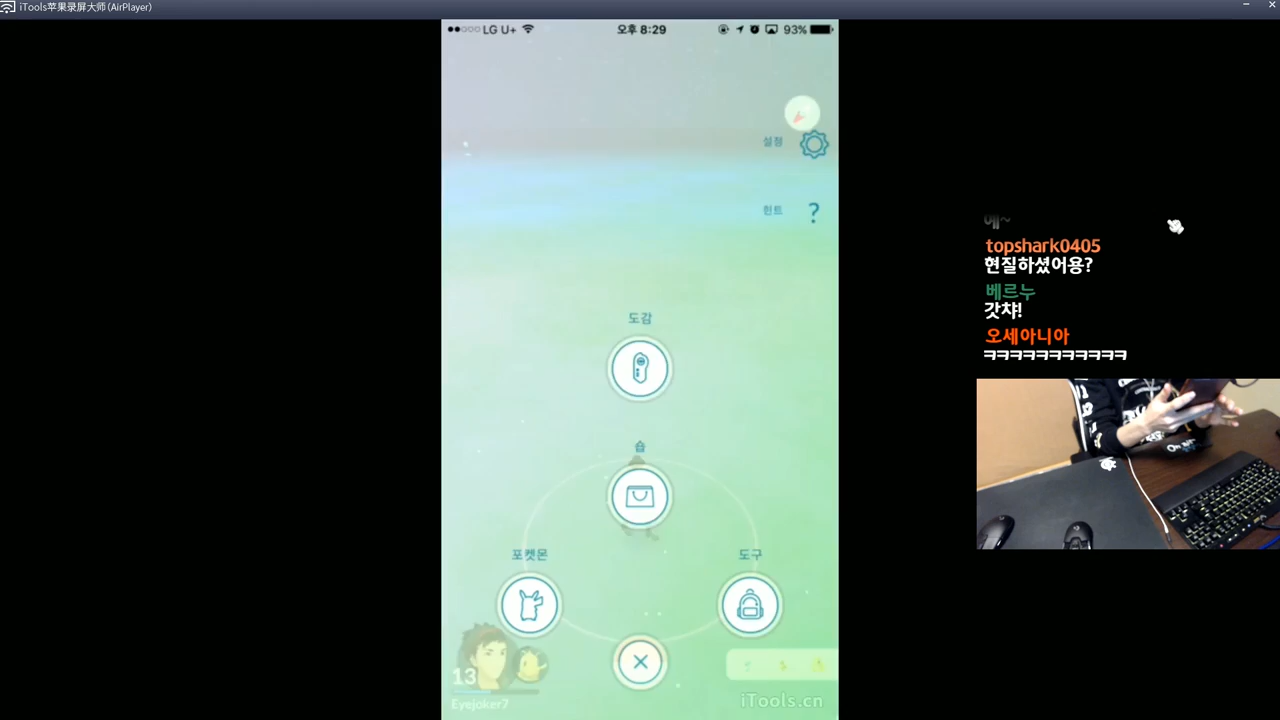 iTools苹果录屏大师(AirPlayer)
LG U+
오후 8:29
93%
설정
힌트
도감
숍
포켓몬
도구
13
Eyejoker7
iTools.cn
예~
topshark0405
현질하셨어용?
베르누
갓챠!
오세아니아
ㅋㅋㅋㅋㅋㅋㅋㅋㅋㅋㅋ